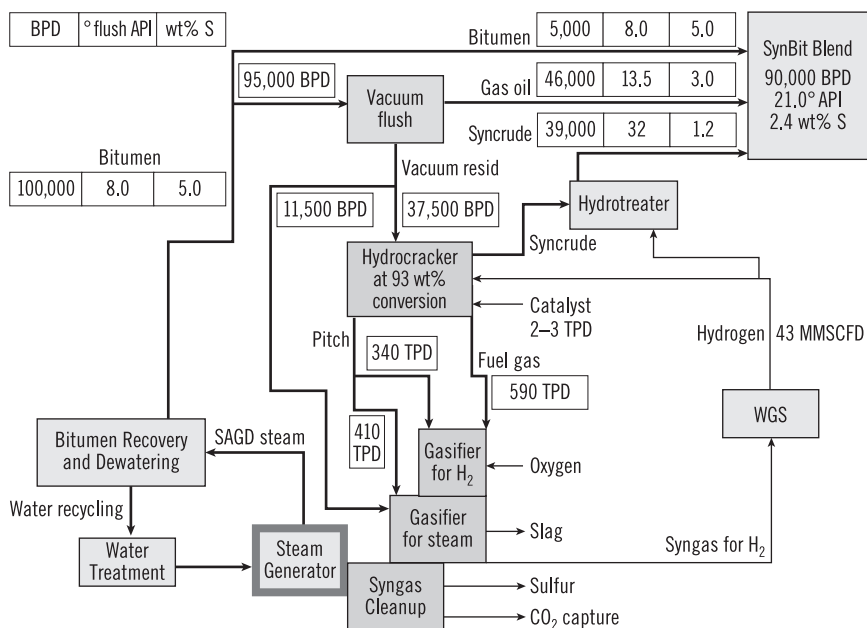 BPD ° flush API wt% S
Bitumen 5,000 8.0 5.0
95,000 BPD
Vacuum
flush
Gas oil 46,000 13.5 3.0
Syncrude 39,000 32 1.2
SynBit Blend
90,000 BPD
21.0° API
2.4 wt% S
Bitumen
100,000 8.0 5.0
Vacuum resid
11,500 BPD
37,500 BPD
Hydrotreater
Syncrude
Hydrocracker
at 93 wt%
conversion
Catalyst
2–3 TPD
Hydrogen 43 MMSCFD
Pitch
340 TPD
Fuel gas
590 TPD
WGS
410
TPD
Bitumen Recovery
and Dewatering
SAGD steam
Gasifier
for H2
Oxygen
Water recycling
Gasifier
for steam
Slag
Syngas for H2
Water
Treatment
Steam
Generator
Syngas
Cleanup
Sulfur
CO2 capture